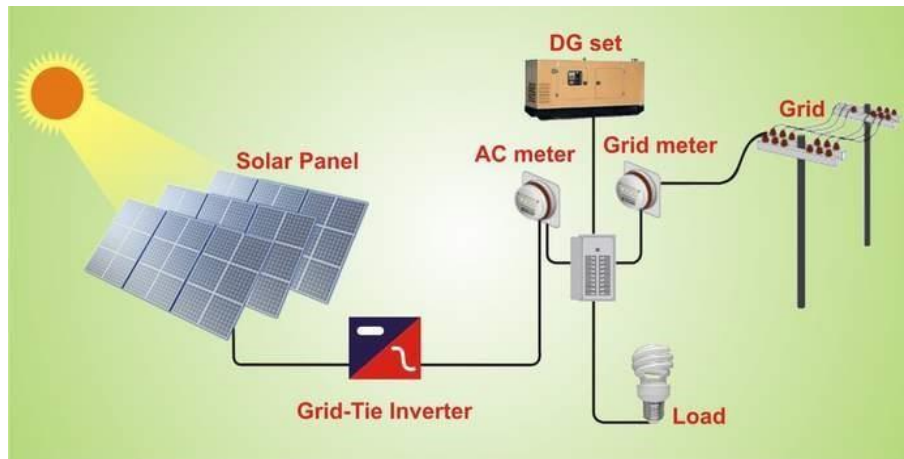 DG set
Grid
Solar Panel
AC meter
Grid meter
Grid-Tie Inverter
Load